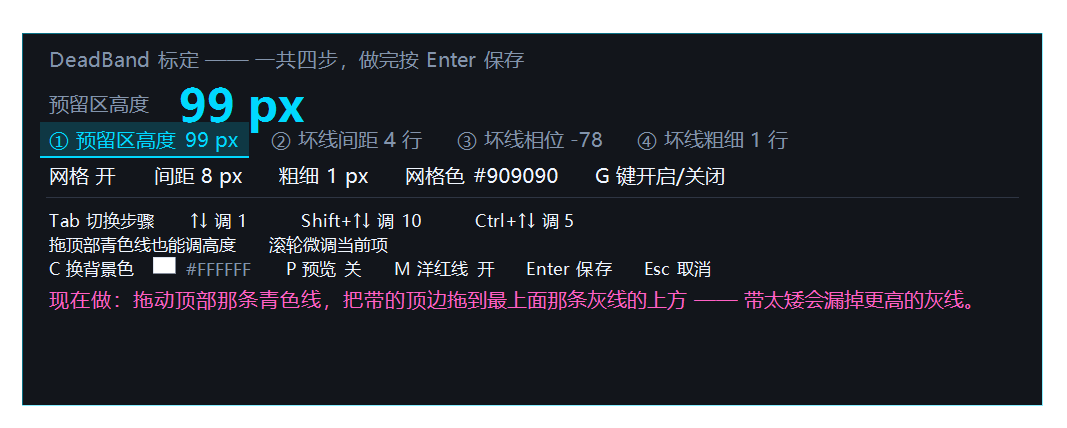 DeadBand 标定 —— 一共四步，做完按 Enter 保存
预留区高度 99 px
① 预留区高度 99 px ② 坏线间距 4 行 ③ 坏线相位 -78 ④ 坏线粗细 1 行
网格 开 间距 8 px 粗细 1 px 网格色 #909090 G 键开启/关闭
Tab 切换步骤 ↑↓ 调 1 Shift+↑↓ 调 10 Ctrl+↑↓ 调 5
拖顶部青色线也能调高度 滚轮微调当前项
C 换背景色 #FFFFFF P 预览 关 M 洋红线 开 Enter 保存 Esc 取消
现在做：拖动顶部那条青色线，把带的顶边拖到最上面那条灰线的上方 —— 带太矮会漏掉更高的灰线。